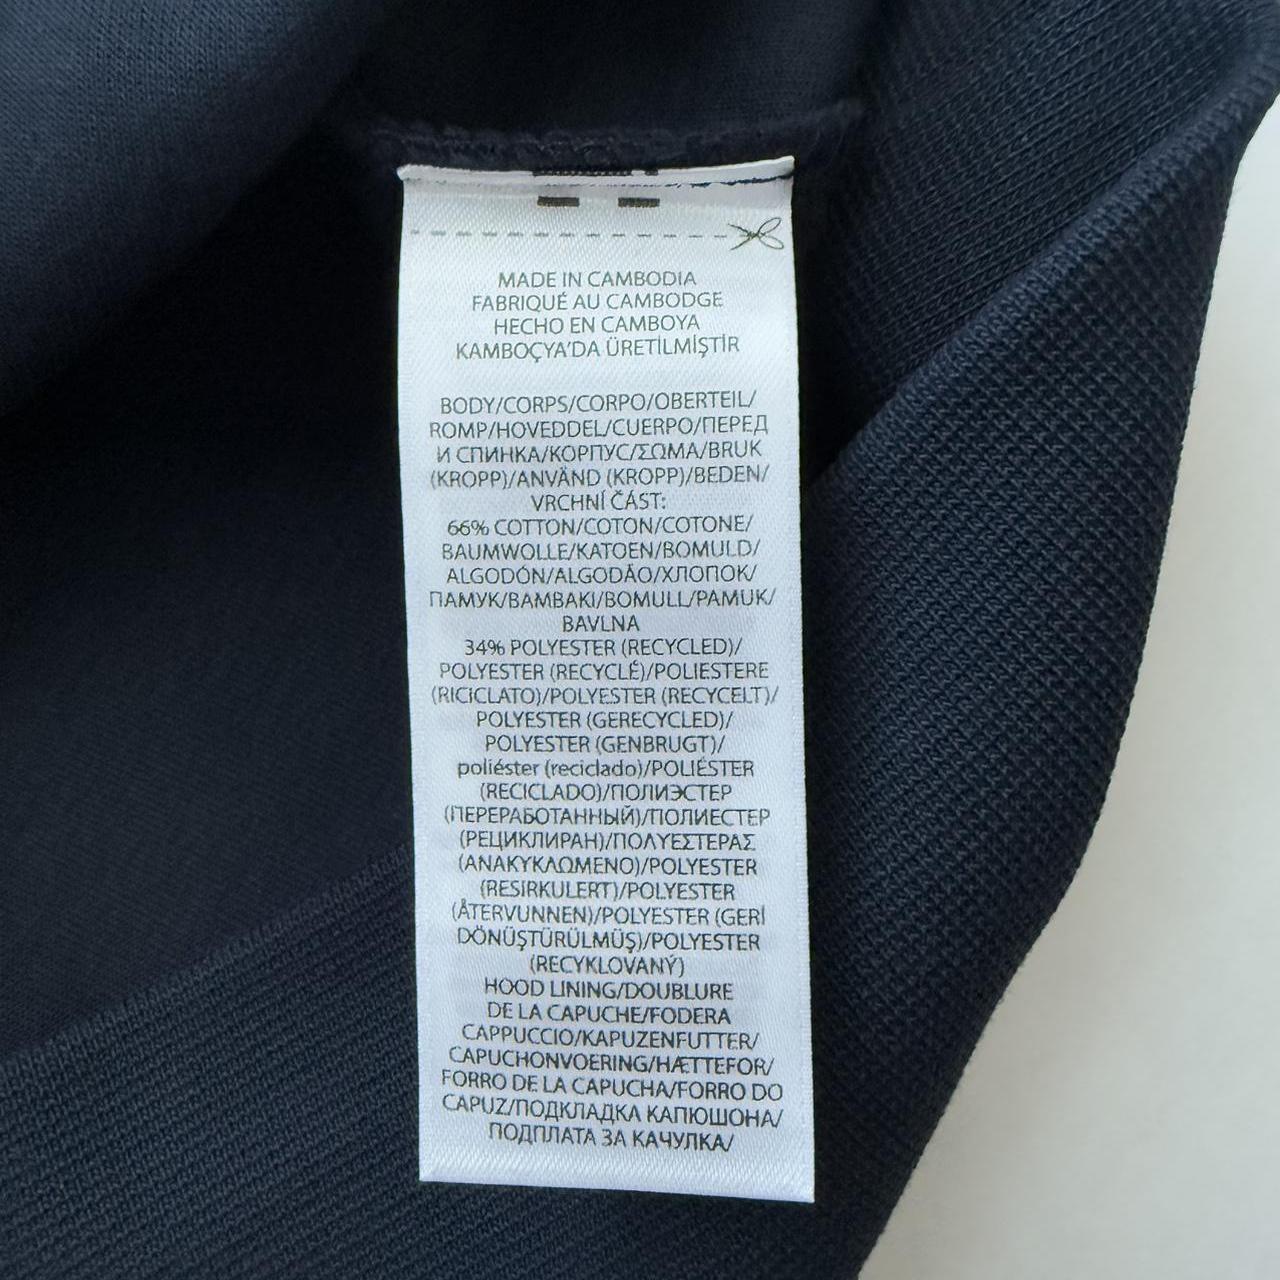 MADE IN CAMBODIA
FABRIQUÉ AU CAMBODGE
HECHO EN CAMBOYA
KAMBOÇYA'DA ÜRETİLMİŞTİR
BODY/CORPS/CORPO/OBERTEIL/
ROMP/HOVEDDEL/CUERPO/ПЕРЕД
И СПИНКА/КОРПУС/ΣΩΜΑ/BRUK
(KROPP)/ANVÄND (KROPP)/BEDEN/
VRCHNÍ ČÁST:
66% COTTON/COTON/COTONE/
BAUMWOLLE/KATOEN/BOMULD/
ALGODÓN/ALGODÃO/ХЛОПОК/
ПАМУК/BAMBAKI/BOMULL/PAMUK/
BAVLNA
34% POLYESTER (RECYCLED)/
POLYESTER (RECYCLÉ)/POLIESTERE
(RICICLATO)/POLYESTER (RECYCELT)/
POLYESTER (GERECYCLED)/
POLYESTER (GENBRUGT)/
poliéster (reciclado)/POLIÉSTER
(RECICLADO)/ПОЛИЭСТЕР
(ПЕРЕРАБОТАННЫЙ)/ПОЛИЕСТЕР
(РЕЦИКЛИРАН)/ΠΟΛΥΕΣΤΕΡΑΣ
(ΑΝΑΚΥΚΛΩΜΕΝΟ)/POLYESTER
(RESIRKULERT)/POLYESTER
(ÅTERVUNNEN)/POLYESTER (GERİ
DÖNÜŞTÜRÜLMÜŞ)/POLYESTER
(RECYKLOVANÝ)
HOOD LINING/DOUBLURE
DE LA CAPUCHE/FODERA
CAPPUCCIO/KAPUZENFUTTER/
CAPUCHONVOERING/HÆTTEFOR/
FORRO DE LA CAPUCHA/FORRO DO
CAPUZ/ПОДКЛАДКА КАПЮШОНА/
ПОДПЛАТА ЗА КАЧУЛКА/